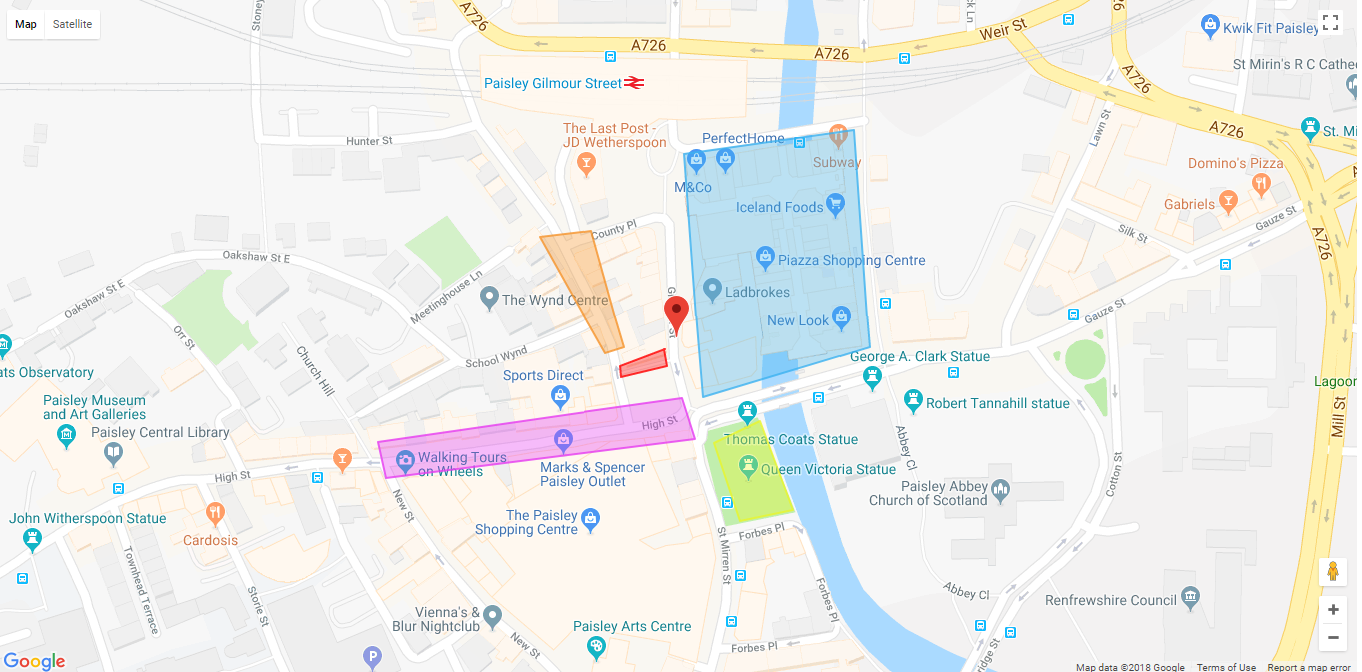 Map
Satellite
A726
A726
A726
Weir St
A726
A726
A726
Kwik Fit Paisley
St Mirin's R C Cathe
Paisley Gilmour Street
Hunter St
The Last Post -
JD Wetherspoon
PerfectHome
Subway
M&Co
Lawn St
St. Mi
Domino's Pizza
Gabriels
Gauze St
Silk St
Iceland Foods
County Pl
Oakshaw St E
Oakshaw St E
Meetinghouse Ln
The Wynd Centre
Piazza Shopping Centre
Ladbrokes
New Look
Gauze St
Orr St
Church Hill
School Wynd
ats Observatory
George A. Clark Statue
Sports Direct
Lagoon
Mill St
Paisley Museum
and Art Galleries
Paisley Central Library
Robert Tannahill statue
High St
Thomas Coats Statue
Abbey Cl
Walking Tours
on Wheels
Marks & Spencer
Paisley Outlet
Queen Victoria Statue
High St
New St
Paisley Abbey
Church of Scotland
Cotton St
John Witherspoon Statue
Cardosis
The Paisley
Shopping Centre
Forbes Pl
St Mirren St
Townhead Terrace
Storie St
Forbes Pl
Abbey Cl
Renfrewshire Council
Vienna's &
Blur Nightclub
New St
Paisley Arts Centre
Forbes Pl
P
Google
Map data ©2018 Google
Terms of Use
Report a map error